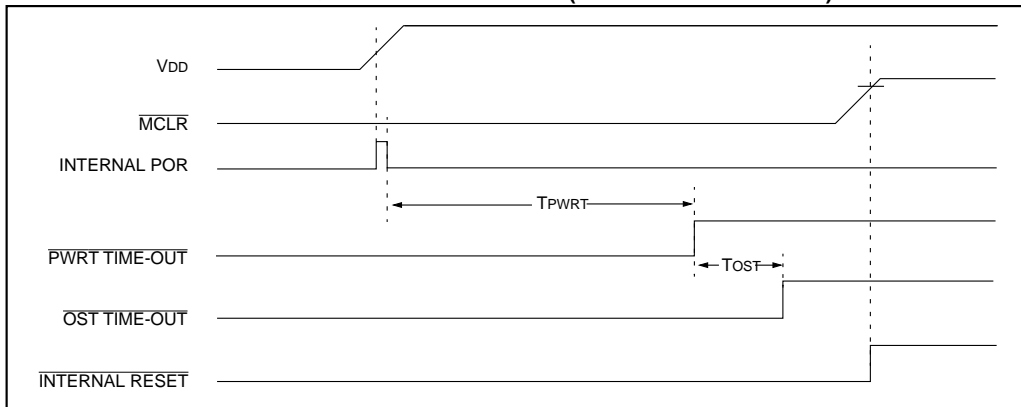 VDD
MCLR
INTERNAL POR
TPWRT
PWRT TIME-OUT
TOST
OST TIME-OUT
INTERNAL RESET